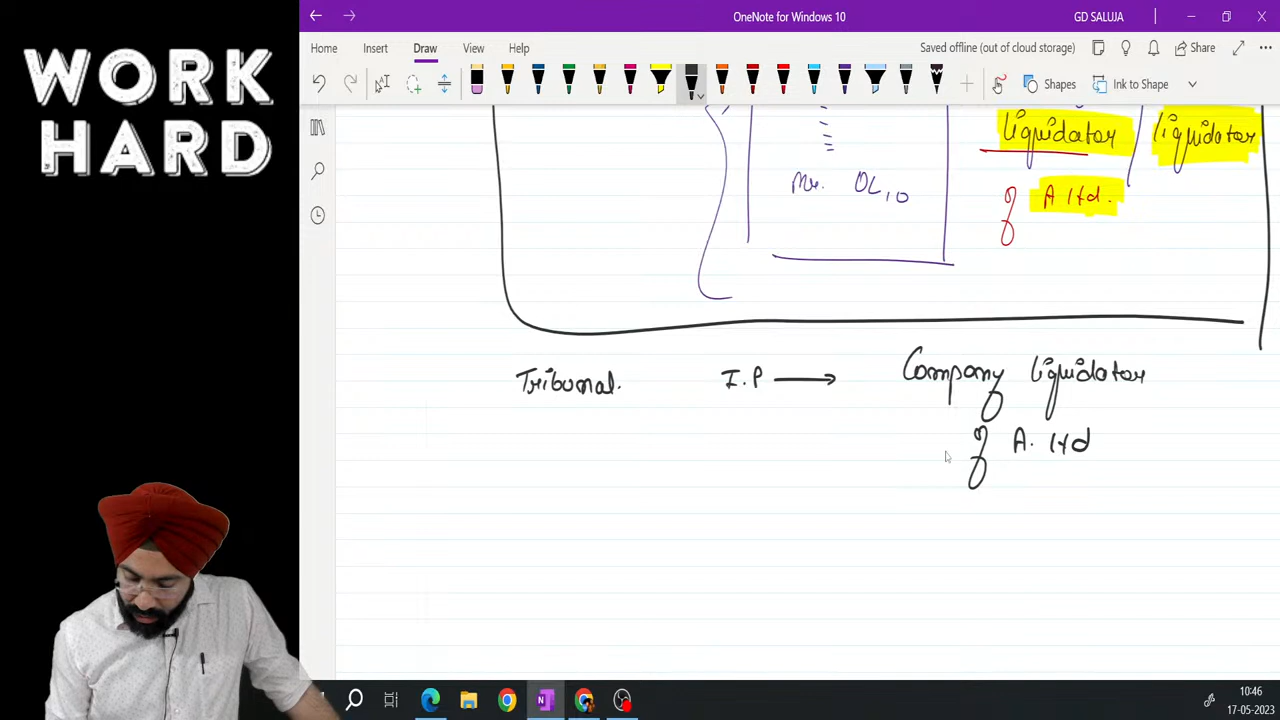 WORK
HARD
OneNote for Windows 10
GD SALUJA
Home Insert Draw View Help
Saved offline (out of cloud storage)
Share
Shapes
Ink to Shape
liquidator
liquidator
Mr. OL10
of A ltd.
Tribunal. I.P → Company liquidator
of A. ltd
10:46
17-05-2023